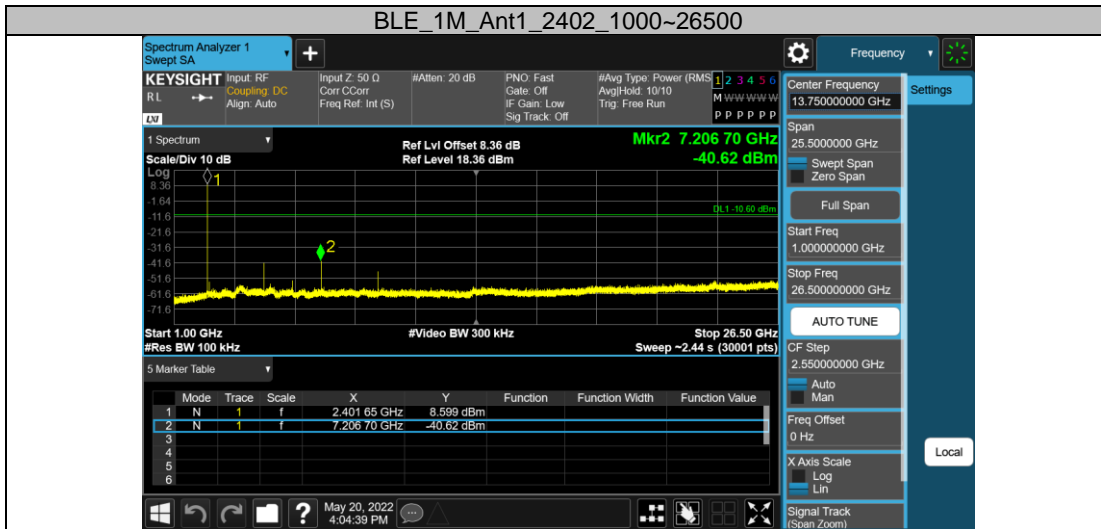 BLE_1M_Ant1_2402_1000~26500
Spectrum Analyzer 1
Swept SA
+
Frequency
KEYSIGHT
R L
LXI
Input: RF
Coupling: DC
Align: Auto
Input Z: 50 Ω
Corr CCorr
Freq Ref: Int (S)
#Atten: 20 dB
PNO: Fast
Gate: Off
IF Gain: Low
Sig Track: Off
#Avg Type: Power (RMS
Avg|Hold: 10/10
Trig: Free Run
1 2 3 4 5 6
M W W W W W
P P P P P P
1 Spectrum
Scale/Div 10 dB
Ref Lvl Offset 8.36 dB
Ref Level 18.36 dBm
Mkr2 7.206 70 GHz
-40.62 dBm
Log
8.36
-1.64
-11.6
-21.6
-31.6
-41.6
-51.6
-61.6
-71.6
1
2
DL1 -10.60 dBm
Start 1.00 GHz
#Res BW 100 kHz
#Video BW 300 kHz
Stop 26.50 GHz
Sweep ~2.44 s (30001 pts)
5 Marker Table
Mode Trace Scale X Y Function Function Width Function Value
1 N 1 f 2.401 65 GHz 8.599 dBm
2 N 1 f 7.206 70 GHz -40.62 dBm
3
4
5
6
Center Frequency
13.750000000 GHz
Span
25.5000000 GHz
Swept Span
Zero Span
Full Span
Start Freq
1.000000000 GHz
Stop Freq
26.500000000 GHz
AUTO TUNE
CF Step
2.550000000 GHz
Auto
Man
Freq Offset
0 Hz
X Axis Scale
Log
Lin
Signal Track
(Span Zoom)
Settings
Local
?
May 20, 2022
4:04:39 PM